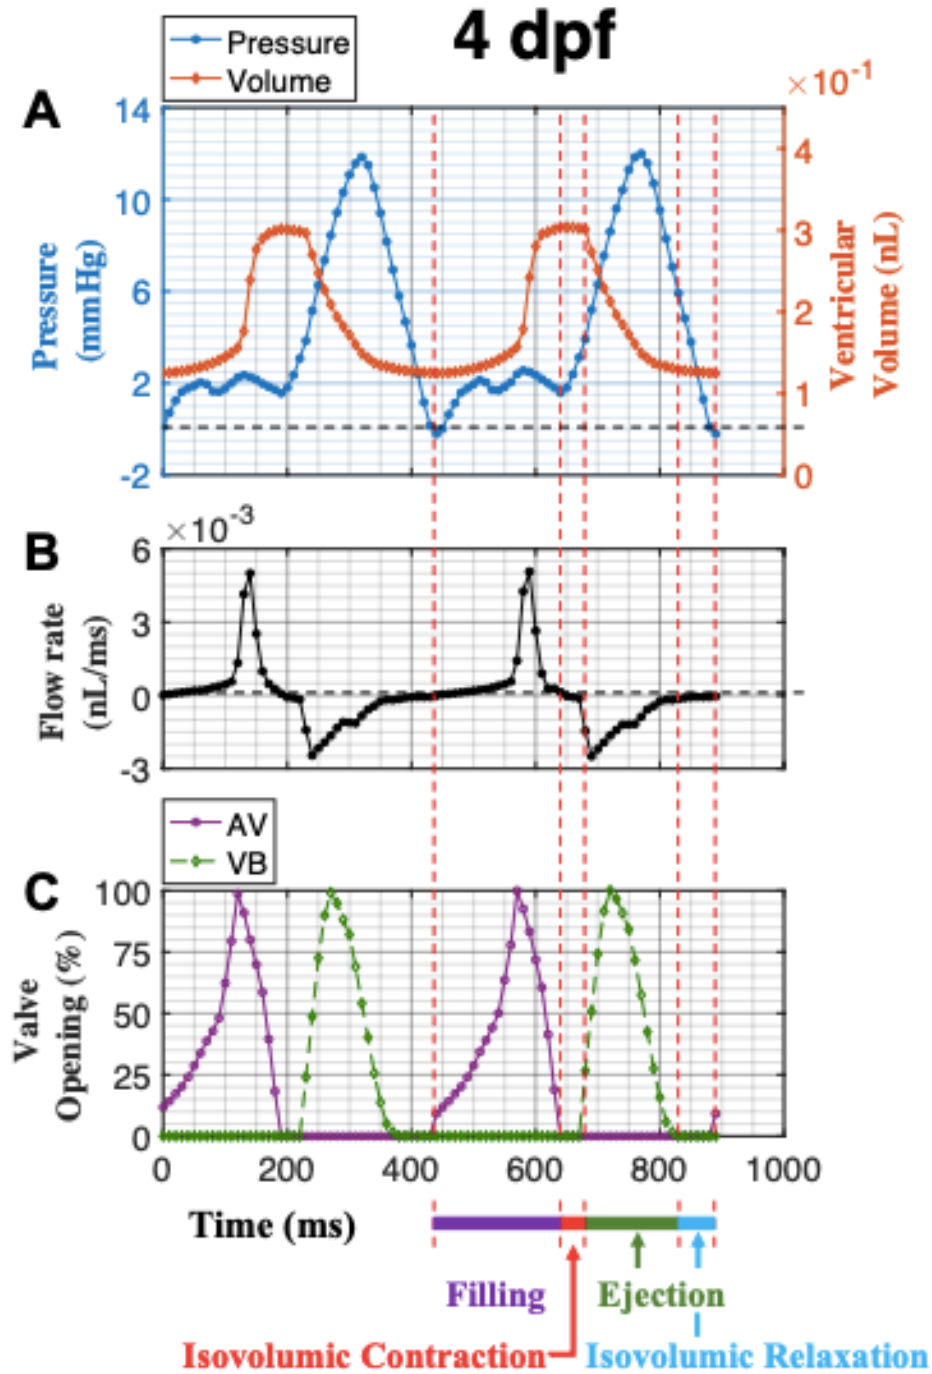 4 dpf
Pressure
Volume
A
×10⁻¹
14
10
6
2
-2
Pressure
(mmHg)
4
3
2
1
0
Ventricular
Volume (nL)
B
×10⁻³
6
3
0
-3
Flow rate
(nL/ms)
AV
VB
C
100
75
50
25
0
Valve
Opening (%)
0 200 400 600 800 1000
Time (ms)
Filling Ejection
Isovolumic Contraction Isovolumic Relaxation